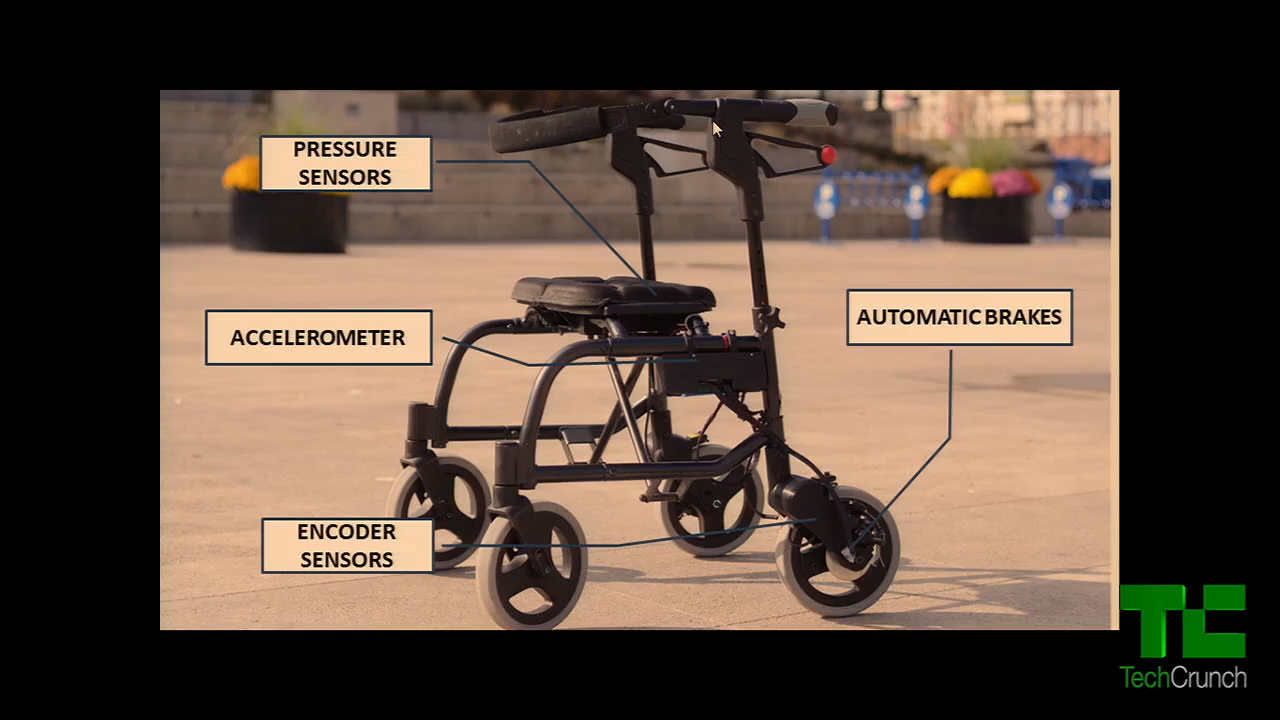 PRESSURE
SENSORS
ACCELEROMETER
AUTOMATIC BRAKES
ENCODER
SENSORS
TC
TechCrunch